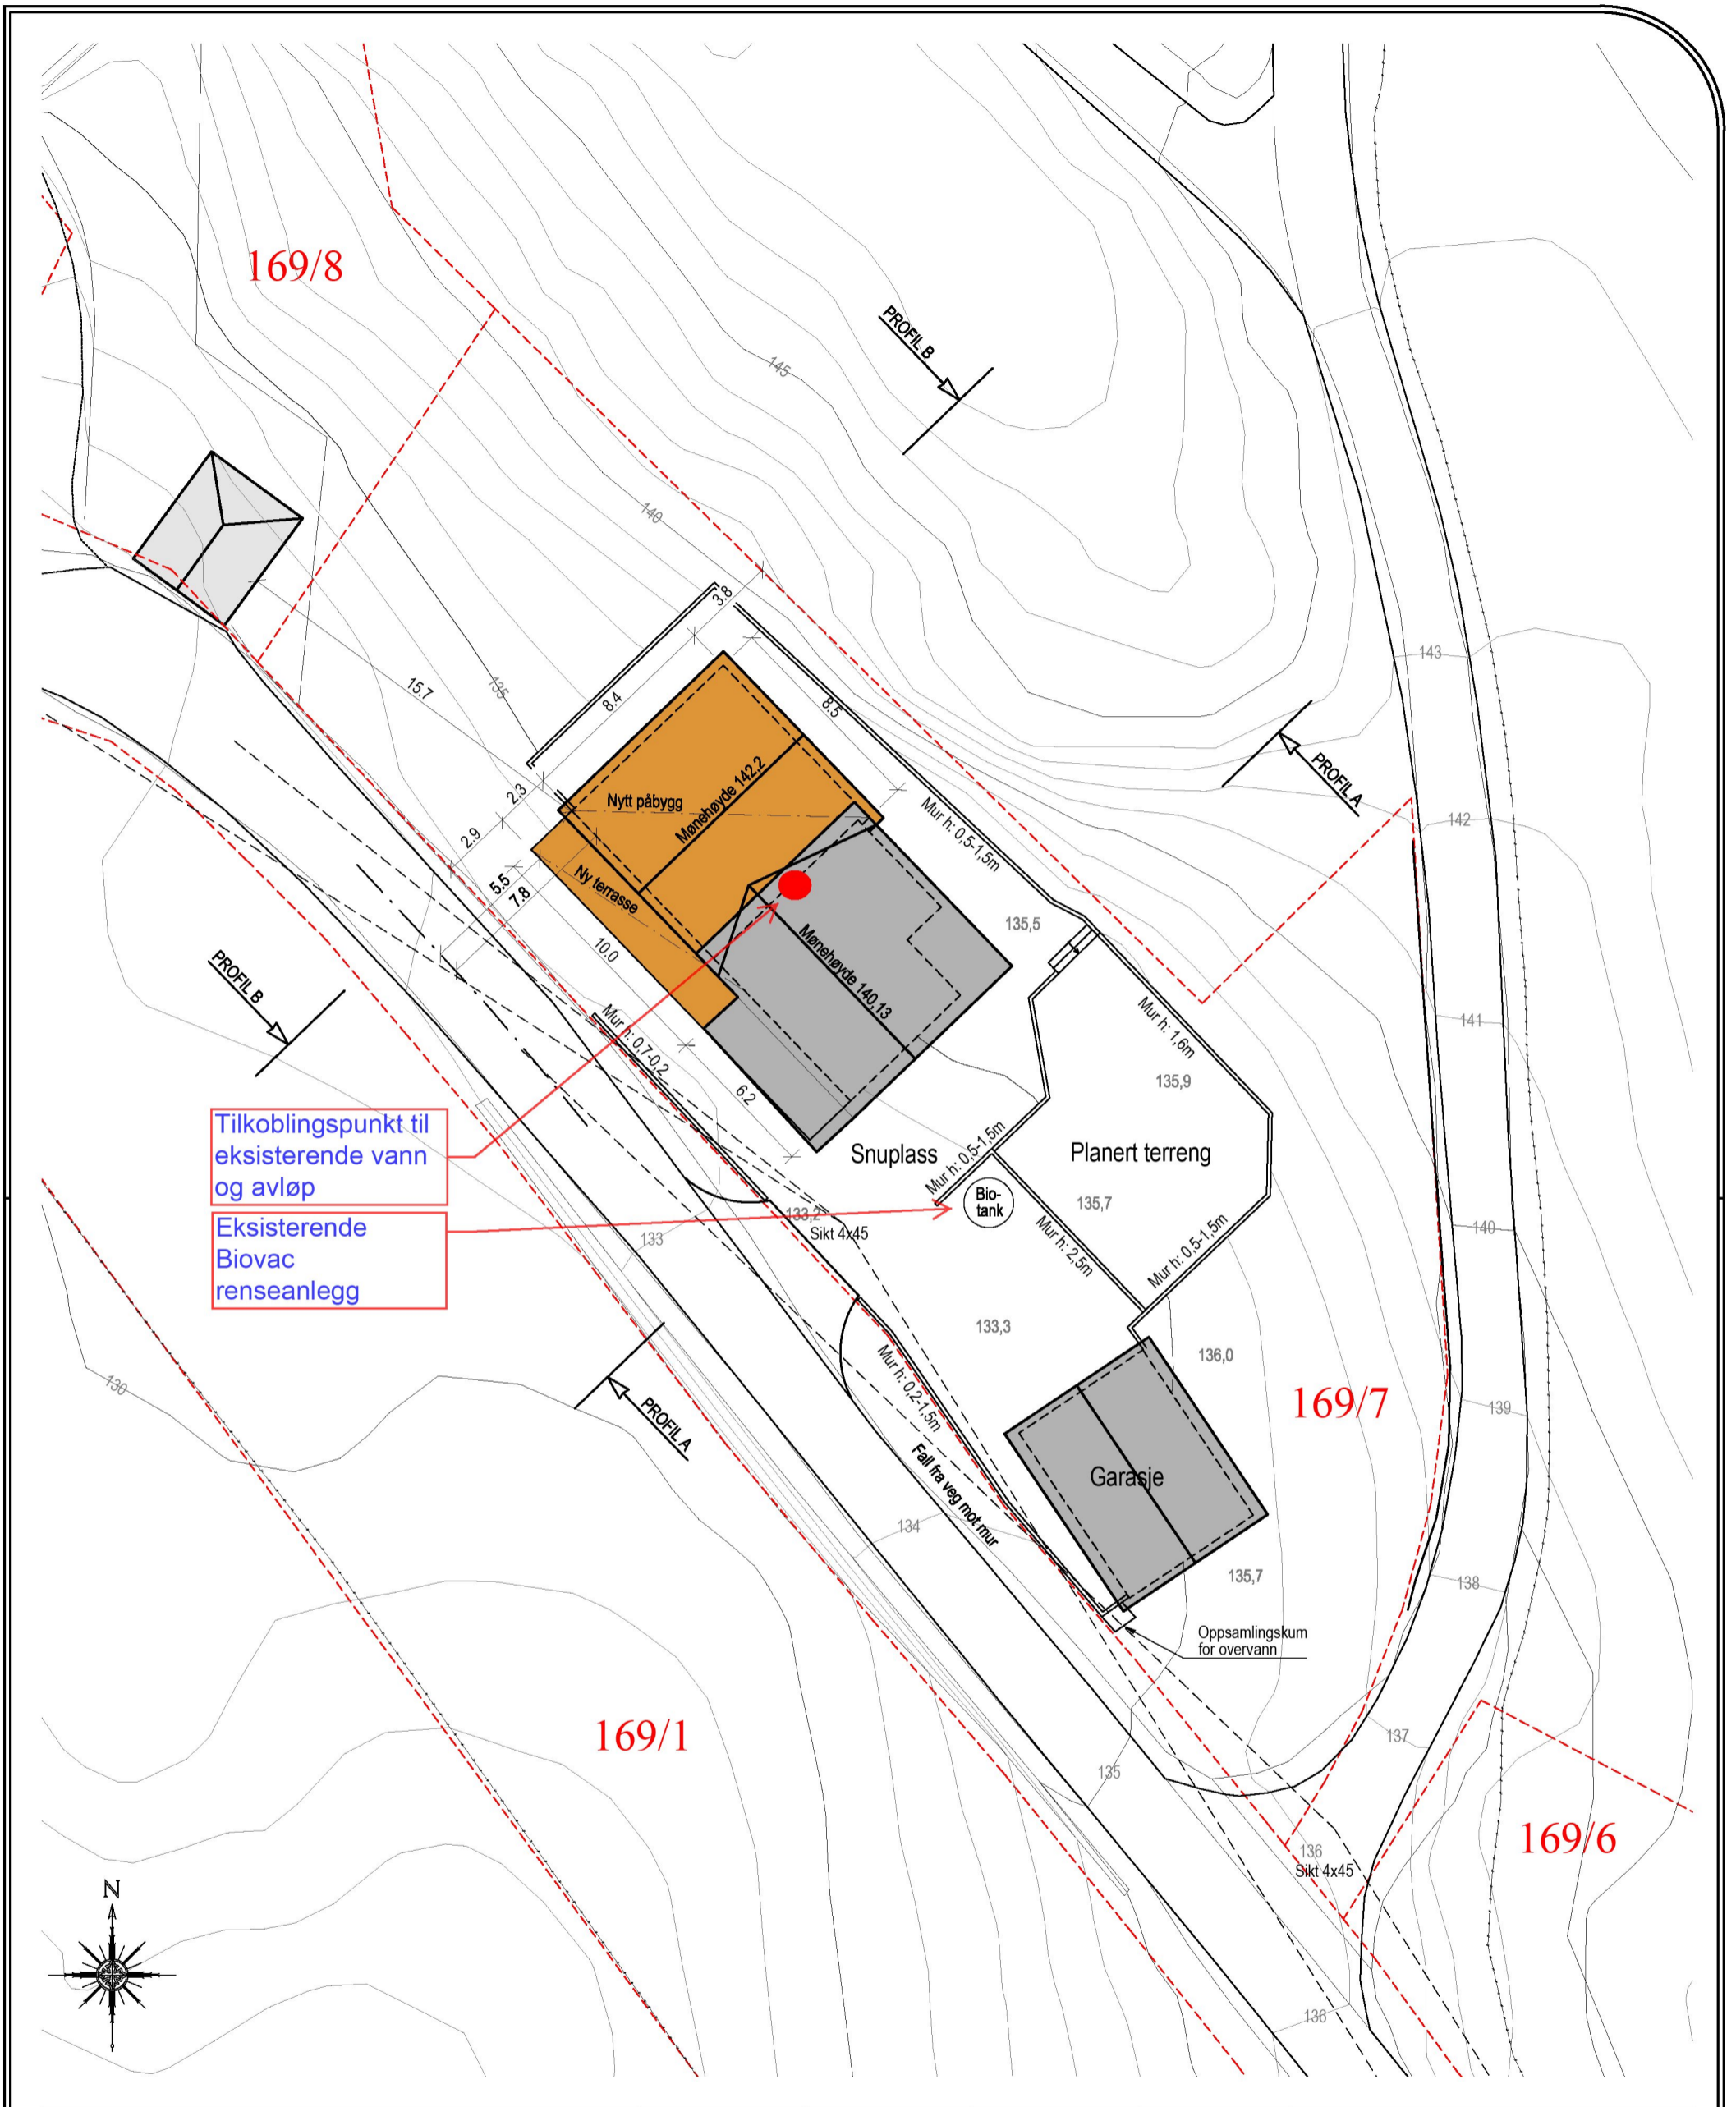 169/8
PROFIL B
145
140
3.8
143
15.7
135
8.4
8.5
PROFIL A
Mønehøyde 142,2
2.3
Nytt påbygg
Mur h: 0,5-1,5m
142
2.9
5.5
7.8
Ny terrasse
135,5
10.0
Mønehøyde 140,13
PROFIL B
Mur h: 1,6m
141
Mur h: 0,7-0,2
135,9
6.2
Tilkoblingspunkt til
eksisterende vann
og avløp
Snuplass
Mur h: 0,5-1,5m
Planert terreng
Bio-
tank
135,7
133,2
Sikt 4x45
133
Mur h: 2,5m
Mur h: 0,5-1,5m
140
Eksisterende
Biovac
renseanlegg
133,3
136,0
130
Mur h: 0,2-1,5m
169/7
139
PROFIL A
Garasje
Fall fra veg mot mur
134
135,7
138
Oppsamlingskum
for overvann
169/1
137
135
169/6
136
Sikt 4x45
N
136